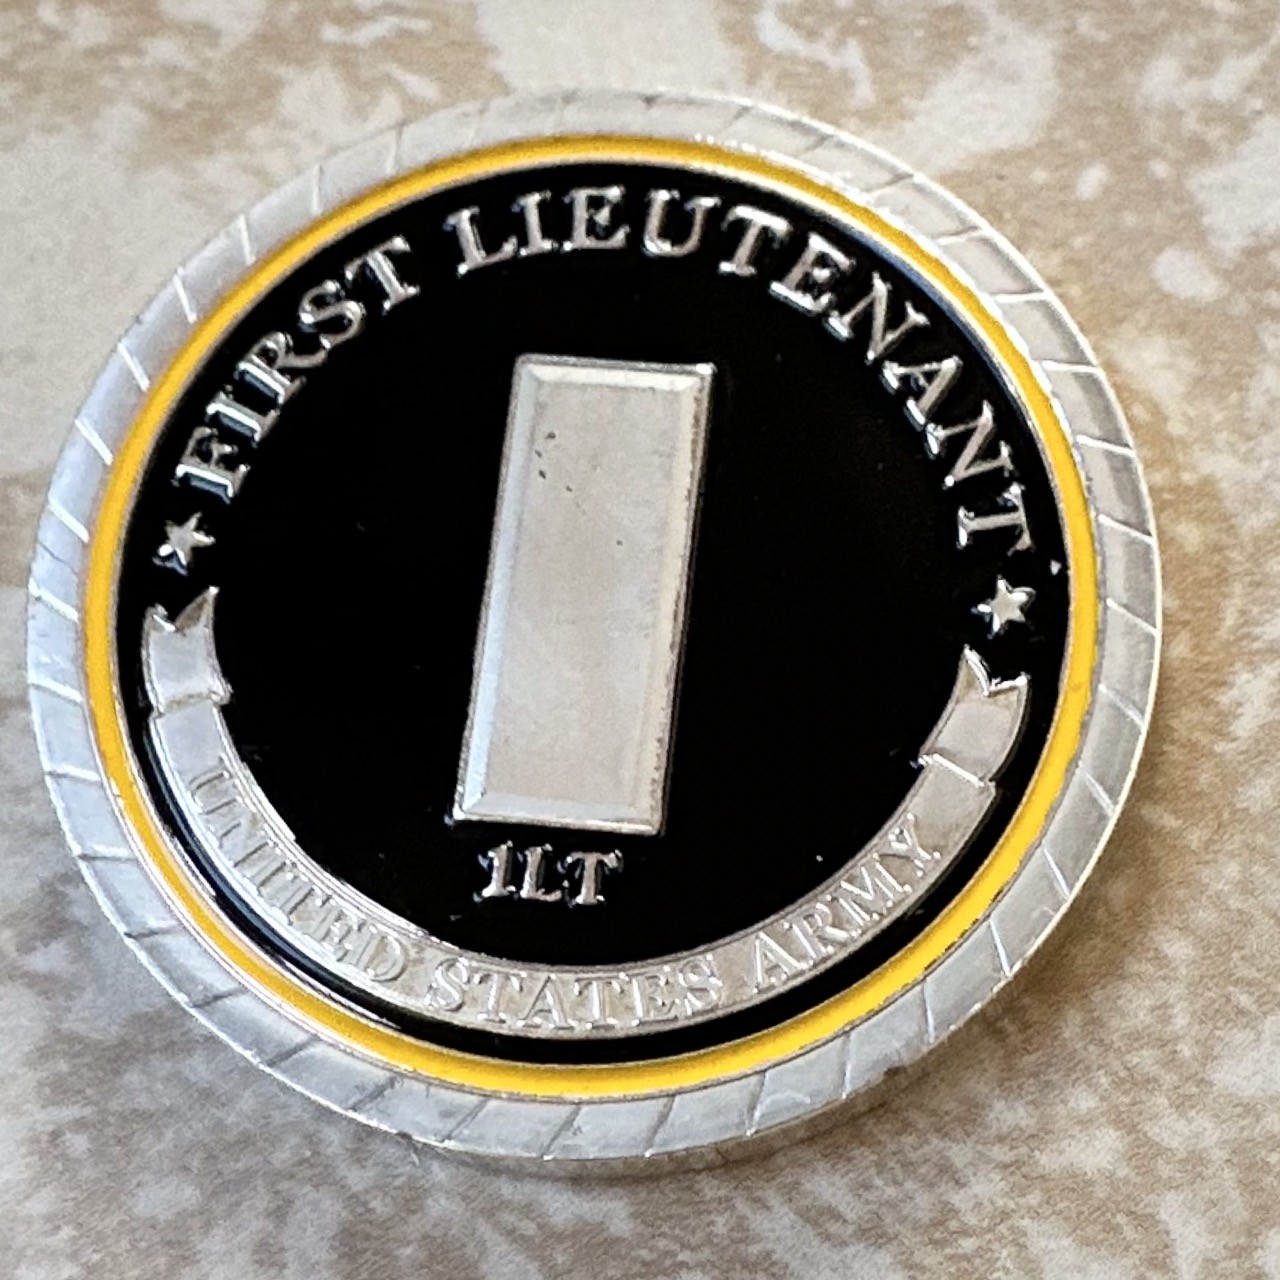 FIRST LIEUTENANT
1LT
UNITED STATES ARMY